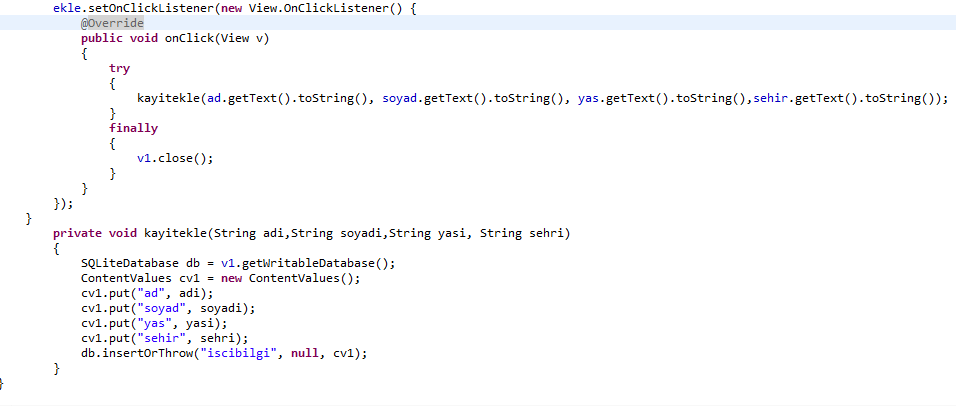 ekle.setOnClickListener(new View.OnClickListener() {
@Override
public void onClick(View v)
{
try
{
kayitekle(ad.getText().toString(), soyad.getText().toString(), yas.getText().toString(),sehir.getText().toString());
}
finally
{
v1.close();
}
}
});
}
private void kayitekle(String adi,String soyadi,String yasi, String sehri)
{
SQLiteDatabase db = v1.getWritableDatabase();
ContentValues cv1 = new ContentValues();
cv1.put("ad", adi);
cv1.put("soyad", soyadi);
cv1.put("yas", yasi);
cv1.put("sehir", sehri);
db.insertOrThrow("iscibilgi", null, cv1);
}
}